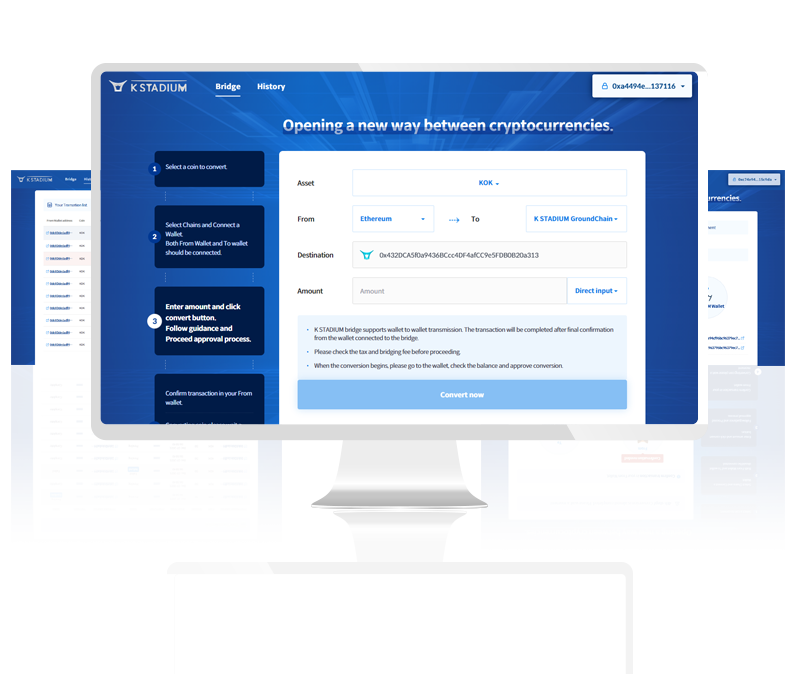 K STADIUM
Bridge
History
0xa4494e...137116
Opening a new way between cryptocurrencies.
1
Select a coin to convert.
2
Select Chains and Connect a
Wallet.
Both From Wallet and To wallet
should be connected.
3
Enter amount and click
convert button.
Follow guidance and
Proceed approval process.
Confirm transaction in your From
wallet.
Asset
KOK
From
Ethereum
To
K STADIUM GroundChain
Destination
0x432DCA5f0a9436BCcc4DF4afCC9e5FDB0B20a313
Amount
Amount
Direct input
• K STADIUM bridge supports wallet to wallet transmission. The transaction will be completed after final confirmation
from the wallet connected to the bridge.
• Please check the tax and bridging fee before proceeding.
• When the conversion begins, please go to the wallet, check the balance and approve conversion.
Convert now
K STADIUM
Bridge
urrencies.